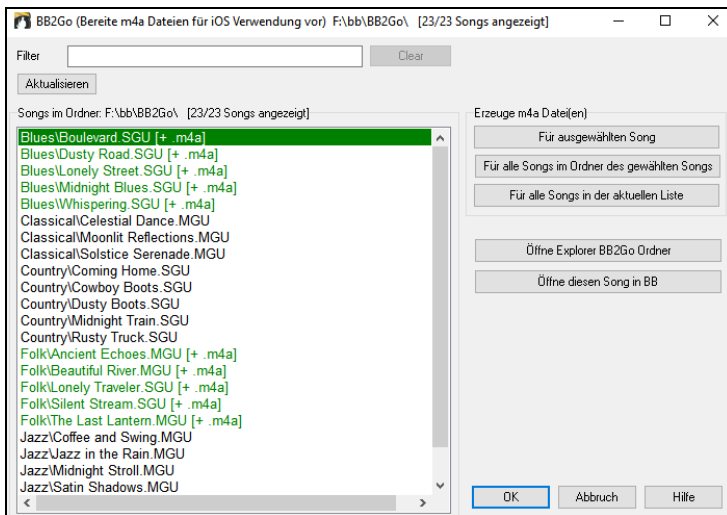 BB2Go (Bereite m4a Dateien für iOS Verwendung vor) F:\bb\BB2Go\ [23/23 Songs angezeigt]
Filter
Clear
Aktualisieren
Songs im Ordner: F:\bb\BB2Go\ [23/23 Songs angezeigt]
Blues\Boulevard.SGU [+ .m4a]
Blues\Dusty Road.SGU [+ .m4a]
Blues\Lonely Street.SGU [+ .m4a]
Blues\Midnight Blues.SGU [+ .m4a]
Blues\Whispering.SGU [+ .m4a]
Classical\Celestial Dance.MGU
Classical\Moonlit Reflections.MGU
Classical\Solstice Serenade.MGU
Country\Coming Home.SGU
Country\Cowboy Boots.SGU
Country\Dusty Boots.SGU
Country\Midnight Train.SGU
Country\Rusty Truck.SGU
Folk\Ancient Echoes.MGU [+ .m4a]
Folk\Beautiful River.MGU [+ .m4a]
Folk\Lonely Traveler.SGU [+ .m4a]
Folk\Silent Stream.SGU [+ .m4a]
Folk\The Last Lantern.MGU [+ .m4a]
Jazz\Coffee and Swing.MGU
Jazz\Jazz in the Rain.MGU
Jazz\Midnight Stroll.MGU
Jazz\Satin Shadows.MGU
Erzeuge m4a Datei(en)
Für ausgewählten Song
Für alle Songs im Ordner des gewählten Songs
Für alle Songs in der aktuellen Liste
Öffne Explorer BB2Go Ordner
Öffne diesen Song in BB
OK
Abbruch
Hilfe